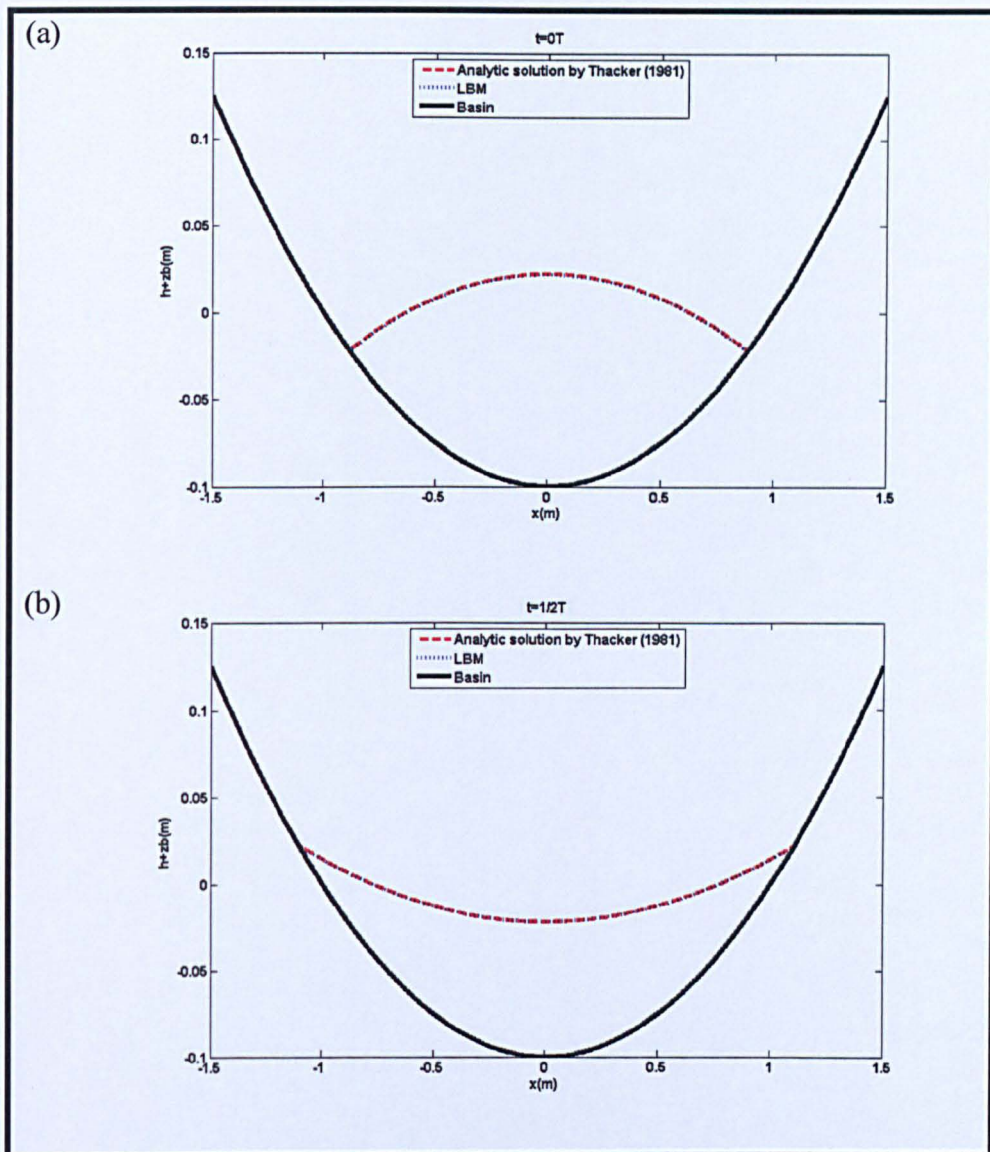 (a)
t=0T
Analytic solution by Thacker (1981)
LBM
Basin
0.15
0.1
0.05
0
-0.05
-0.1
h+zb(m)
-1.5 -1 -0.5 0 0.5 1 1.5
x(m)
(b)
t=1/2T
Analytic solution by Thacker (1981)
LBM
Basin
0.15
0.1
0.05
0
-0.05
-0.1
h+zb(m)
-1.5 -1 -0.5 0 0.5 1 1.5
x(m)